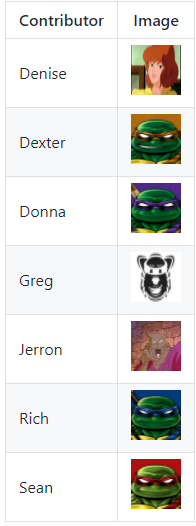 Contributor Image
Denise
Dexter
Donna
Greg
Jerron
Rich
Sean